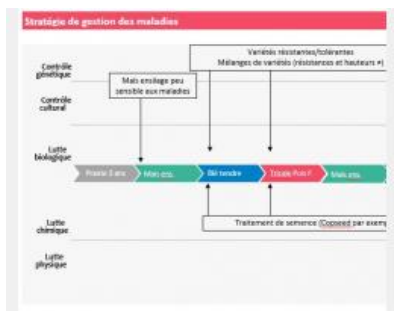 Stratégie de gestion des maladies
Variétés résistantes/tolérantes
Mélanges de variétés (résistances et hauteurs ≠)
Contrôle
génétique
Maïs ensilage peu
sensible aux maladies
Contrôle
cultural
Lutte
biologique
Prairie 3 ans
Maïs ens.
Blé tendre
Triticale
Maïs ens.
Lutte
chimique
Traitement de semence (Copseed par exemp
Lutte
physique